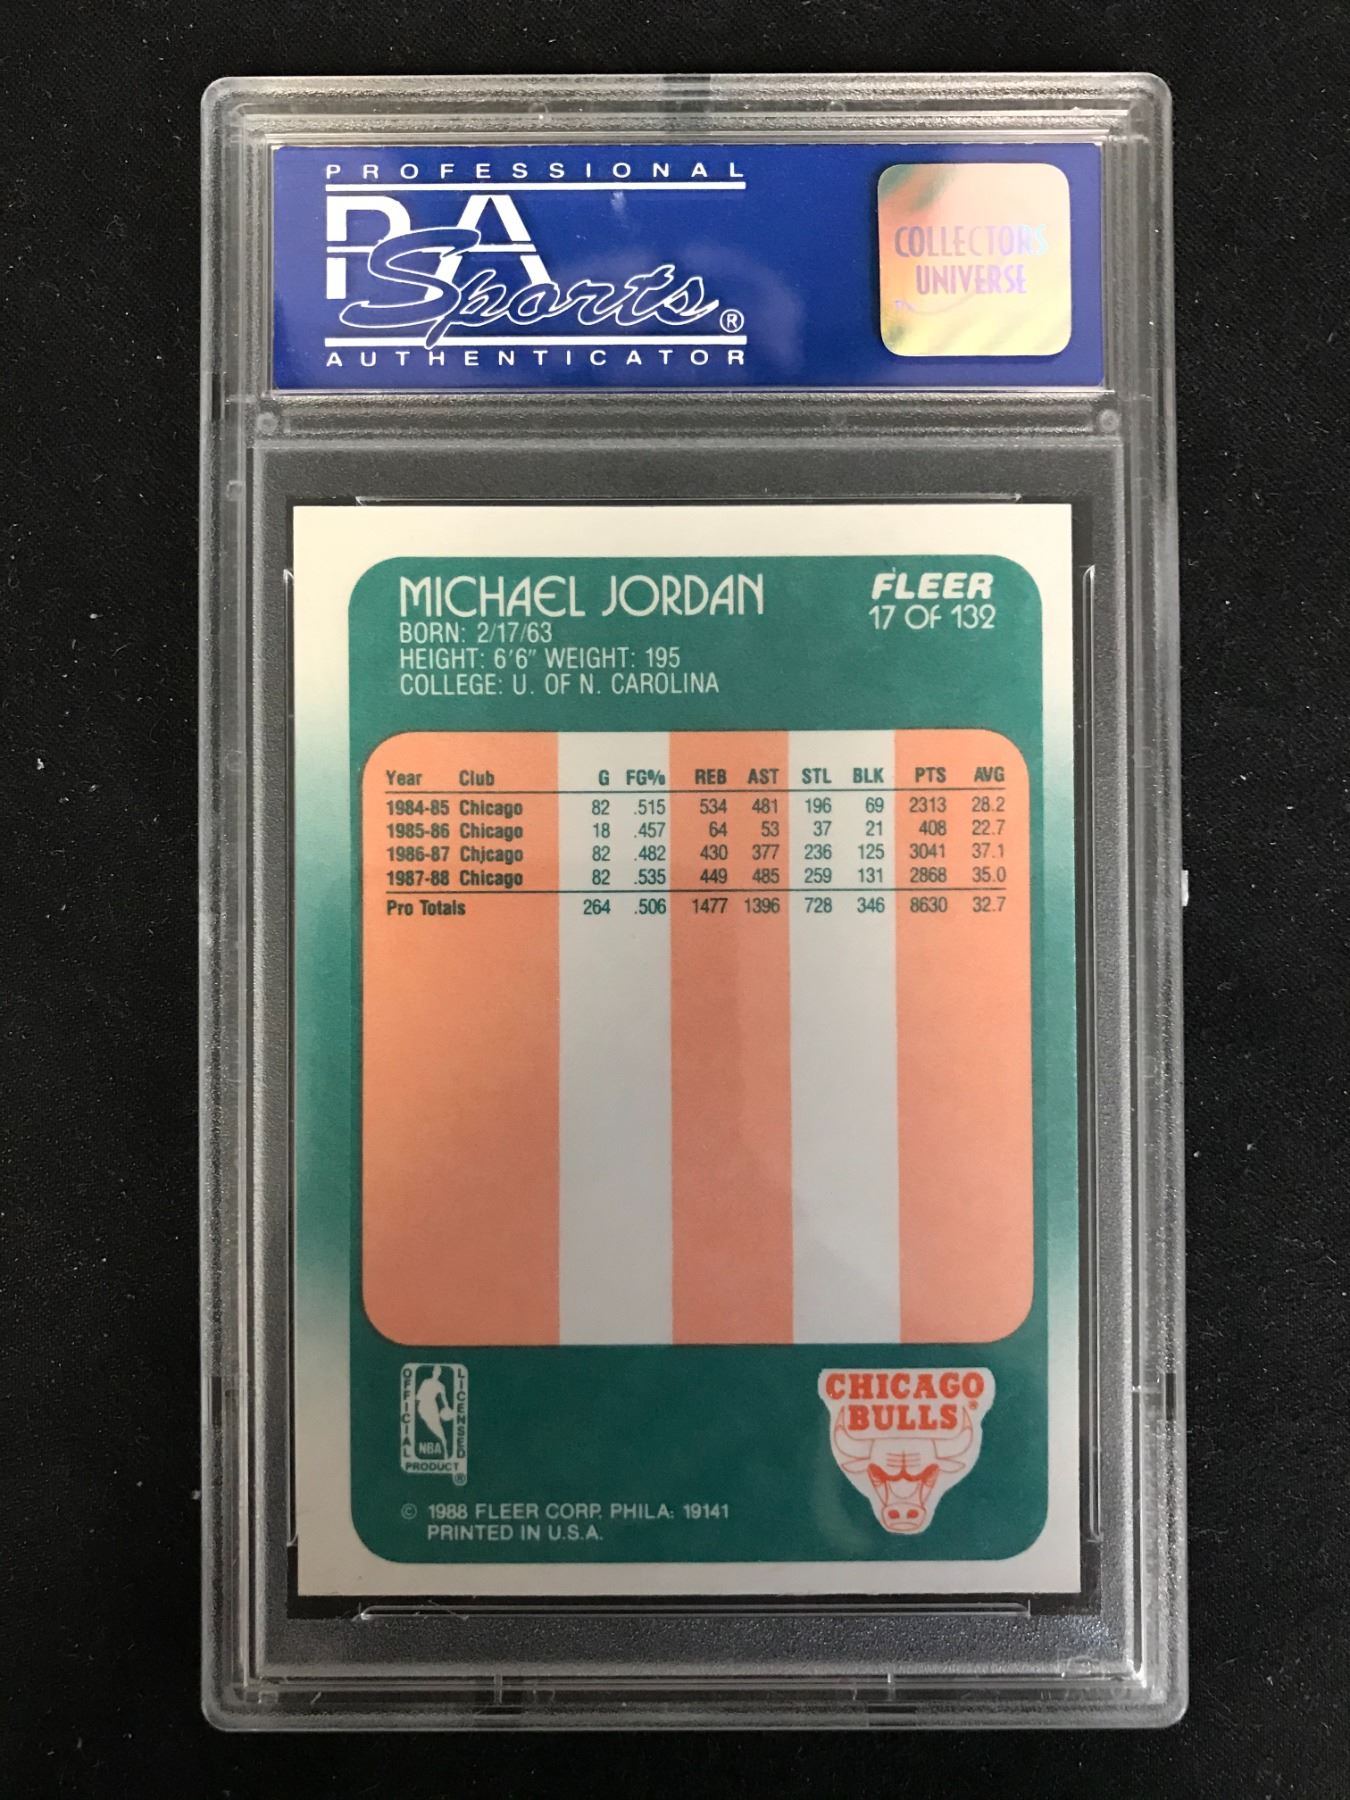 PROFESSIONAL
PSA
Sports®
AUTHENTICATOR
COLLECTORS
UNIVERSE
MICHAEL JORDAN
BORN: 2/17/63
HEIGHT: 6'6" WEIGHT: 195
COLLEGE: U. OF N. CAROLINA
FLEER
17 OF 132
Year Club G FG% REB AST STL BLK PTS AVG
1984-85 Chicago 82 .515 534 481 196 69 2313 28.2
1985-86 Chicago 18 .457 64 53 37 21 408 22.7
1986-87 Chicago 82 .482 430 377 236 125 3041 37.1
1987-88 Chicago 82 .535 449 485 259 131 2868 35.0
Pro Totals 264 .506 1477 1396 728 346 8630 32.7
OFFICIAL
LICENSED
NBA
PRODUCT
®
CHICAGO
BULLS®
© 1988 FLEER CORP. PHILA: 19141
PRINTED IN U.S.A.